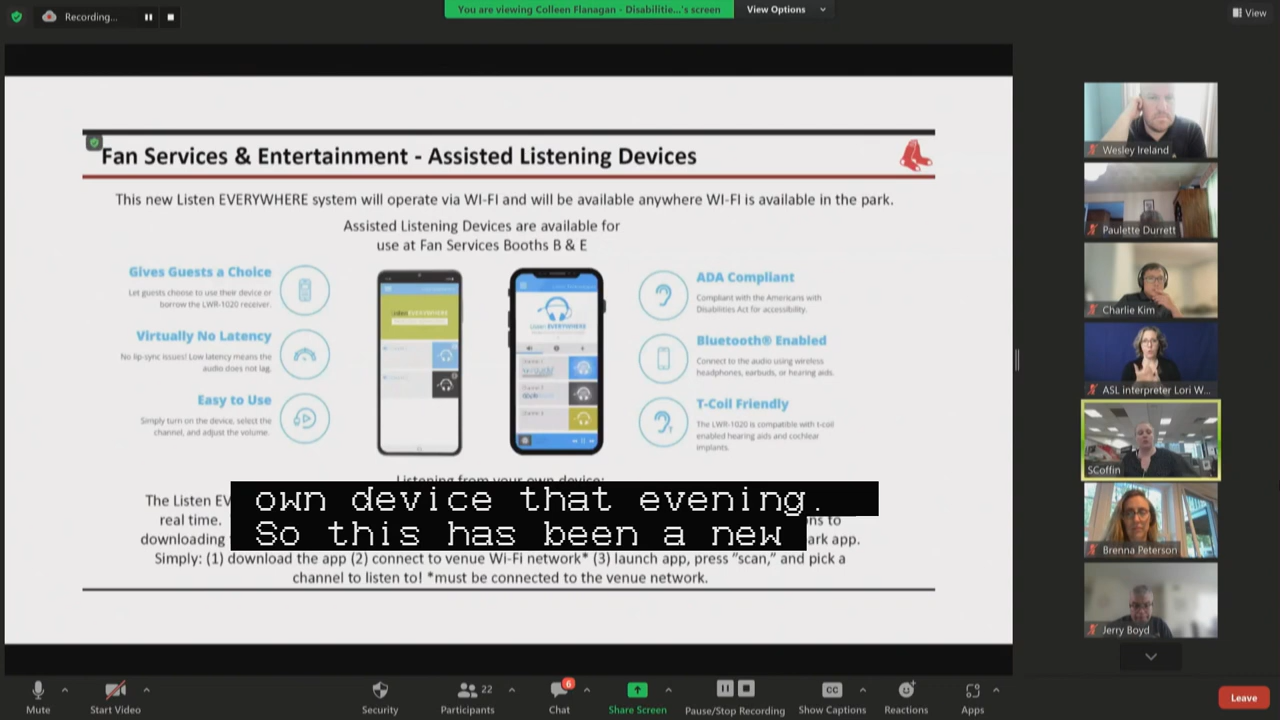 Recording...
You are viewing Colleen Flanagan - Disabilitie...'s screen
View Options
View
Fan Services & Entertainment - Assisted Listening Devices
This new Listen EVERYWHERE system will operate via WI-FI and will be available anywhere WI-FI is available in the park.
Assisted Listening Devices are available for
use at Fan Services Booths B & E
Gives Guests a Choice
Let guests choose to use their device or
borrow the LWR-1020 receiver.
Virtually No Latency
No lip-sync issues! Low latency means the
audio does not lag.
Easy to Use
Simply turn on the device, select the
channel, and adjust the volume.
Listen EVERYWHERE
Listen EVERYWHERE
ADA Compliant
Compliant with the Americans with
Disabilities Act for accessibility.
Bluetooth® Enabled
Connect to the audio using wireless
headphones, earbuds, or hearing aids.
T-Coil Friendly
The LWR-1020 is compatible with t-coil
enabled hearing aids and cochlear
implants.
Listening from your own device:
The Listen
real time.
to
downloading
app.
Simply: (1) download the app (2) connect to venue Wi-Fi network* (3) launch app, press "scan," and pick a
channel to listen to! *must be connected to the venue network.
own device that evening.
So this has been a new
Wesley Ireland
Paulette Durrett
Charlie Kim
ASL interpreter Lori W...
SCoffin
Brenna Peterson
Jerry Boyd
Mute
Start Video
Security
22
Participants
6
Chat
Share Screen
Pause/Stop Recording
CC
Show Captions
Reactions
Apps
Leave